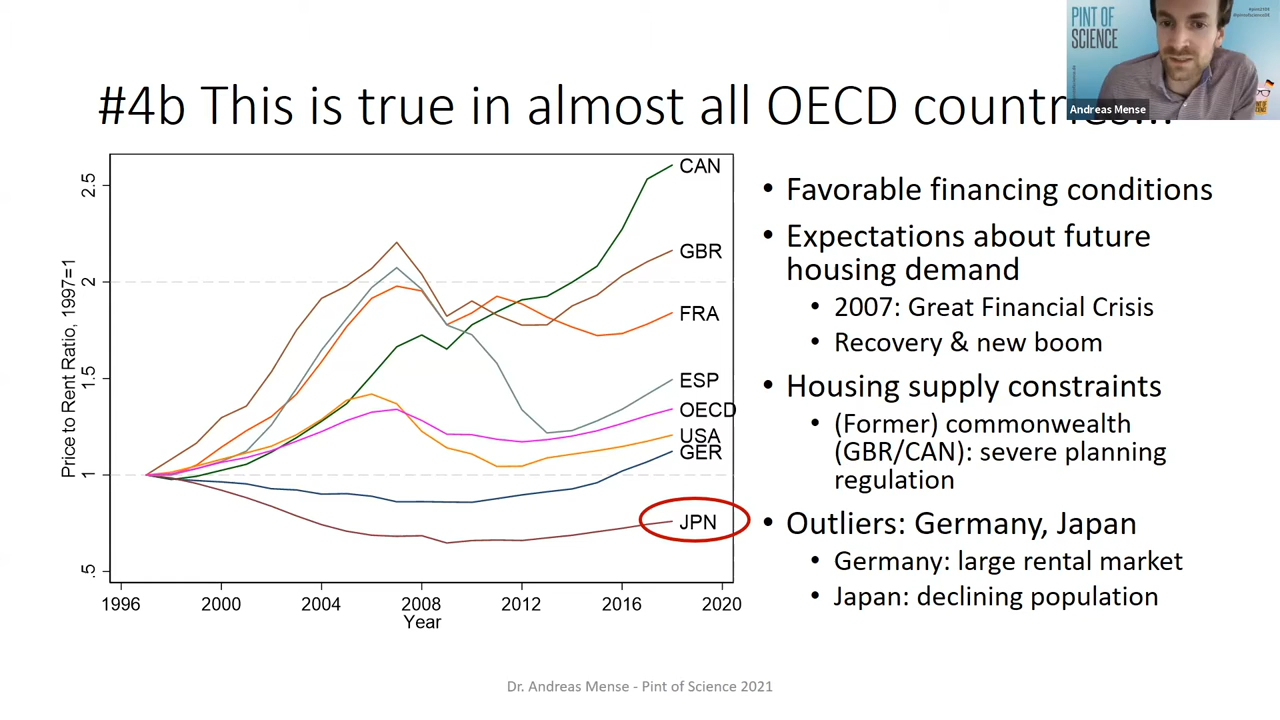 PINT OF
SCIENCE
Andreas Mense
#4b This is true in almost all OECD countries...
Price to Rent Ratio, 1997=1
2.5
2
1.5
1
.5
CAN
GBR
FRA
ESP
OECD
USA
GER
JPN
1996 2000 2004 2008 2012 2016 2020
Year
• Favorable financing conditions
• Expectations about future
housing demand
• 2007: Great Financial Crisis
• Recovery & new boom
• Housing supply constraints
• (Former) commonwealth
(GBR/CAN): severe planning
regulation
• Outliers: Germany, Japan
• Germany: large rental market
• Japan: declining population
Dr. Andreas Mense - Pint of Science 2021